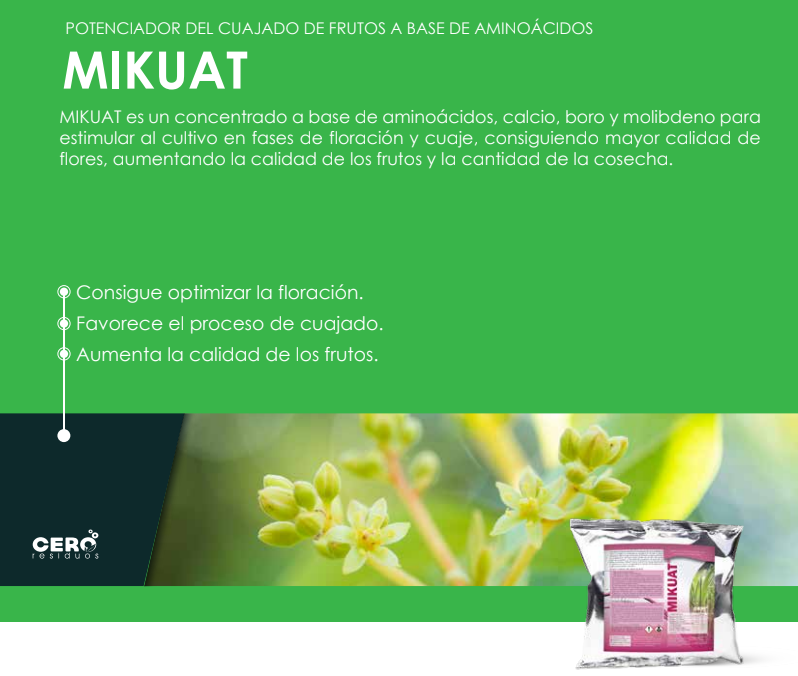 POTENCIADOR DEL CUAJADO DE FRUTOS A BASE DE AMINOÁCIDOS
MIKUAT
MIKUAT es un concentrado a base de aminoácidos, calcio, boro y molibdeno para
estimular al cultivo en fases de floración y cuaje, consiguiendo mayor calidad de
flores, aumentando la calidad de los frutos y la cantidad de la cosecha.
Consigue optimizar la floración.
Favorece el proceso de cuajado.
Aumenta la calidad de los frutos.
CERO
residuos
MIKUAT